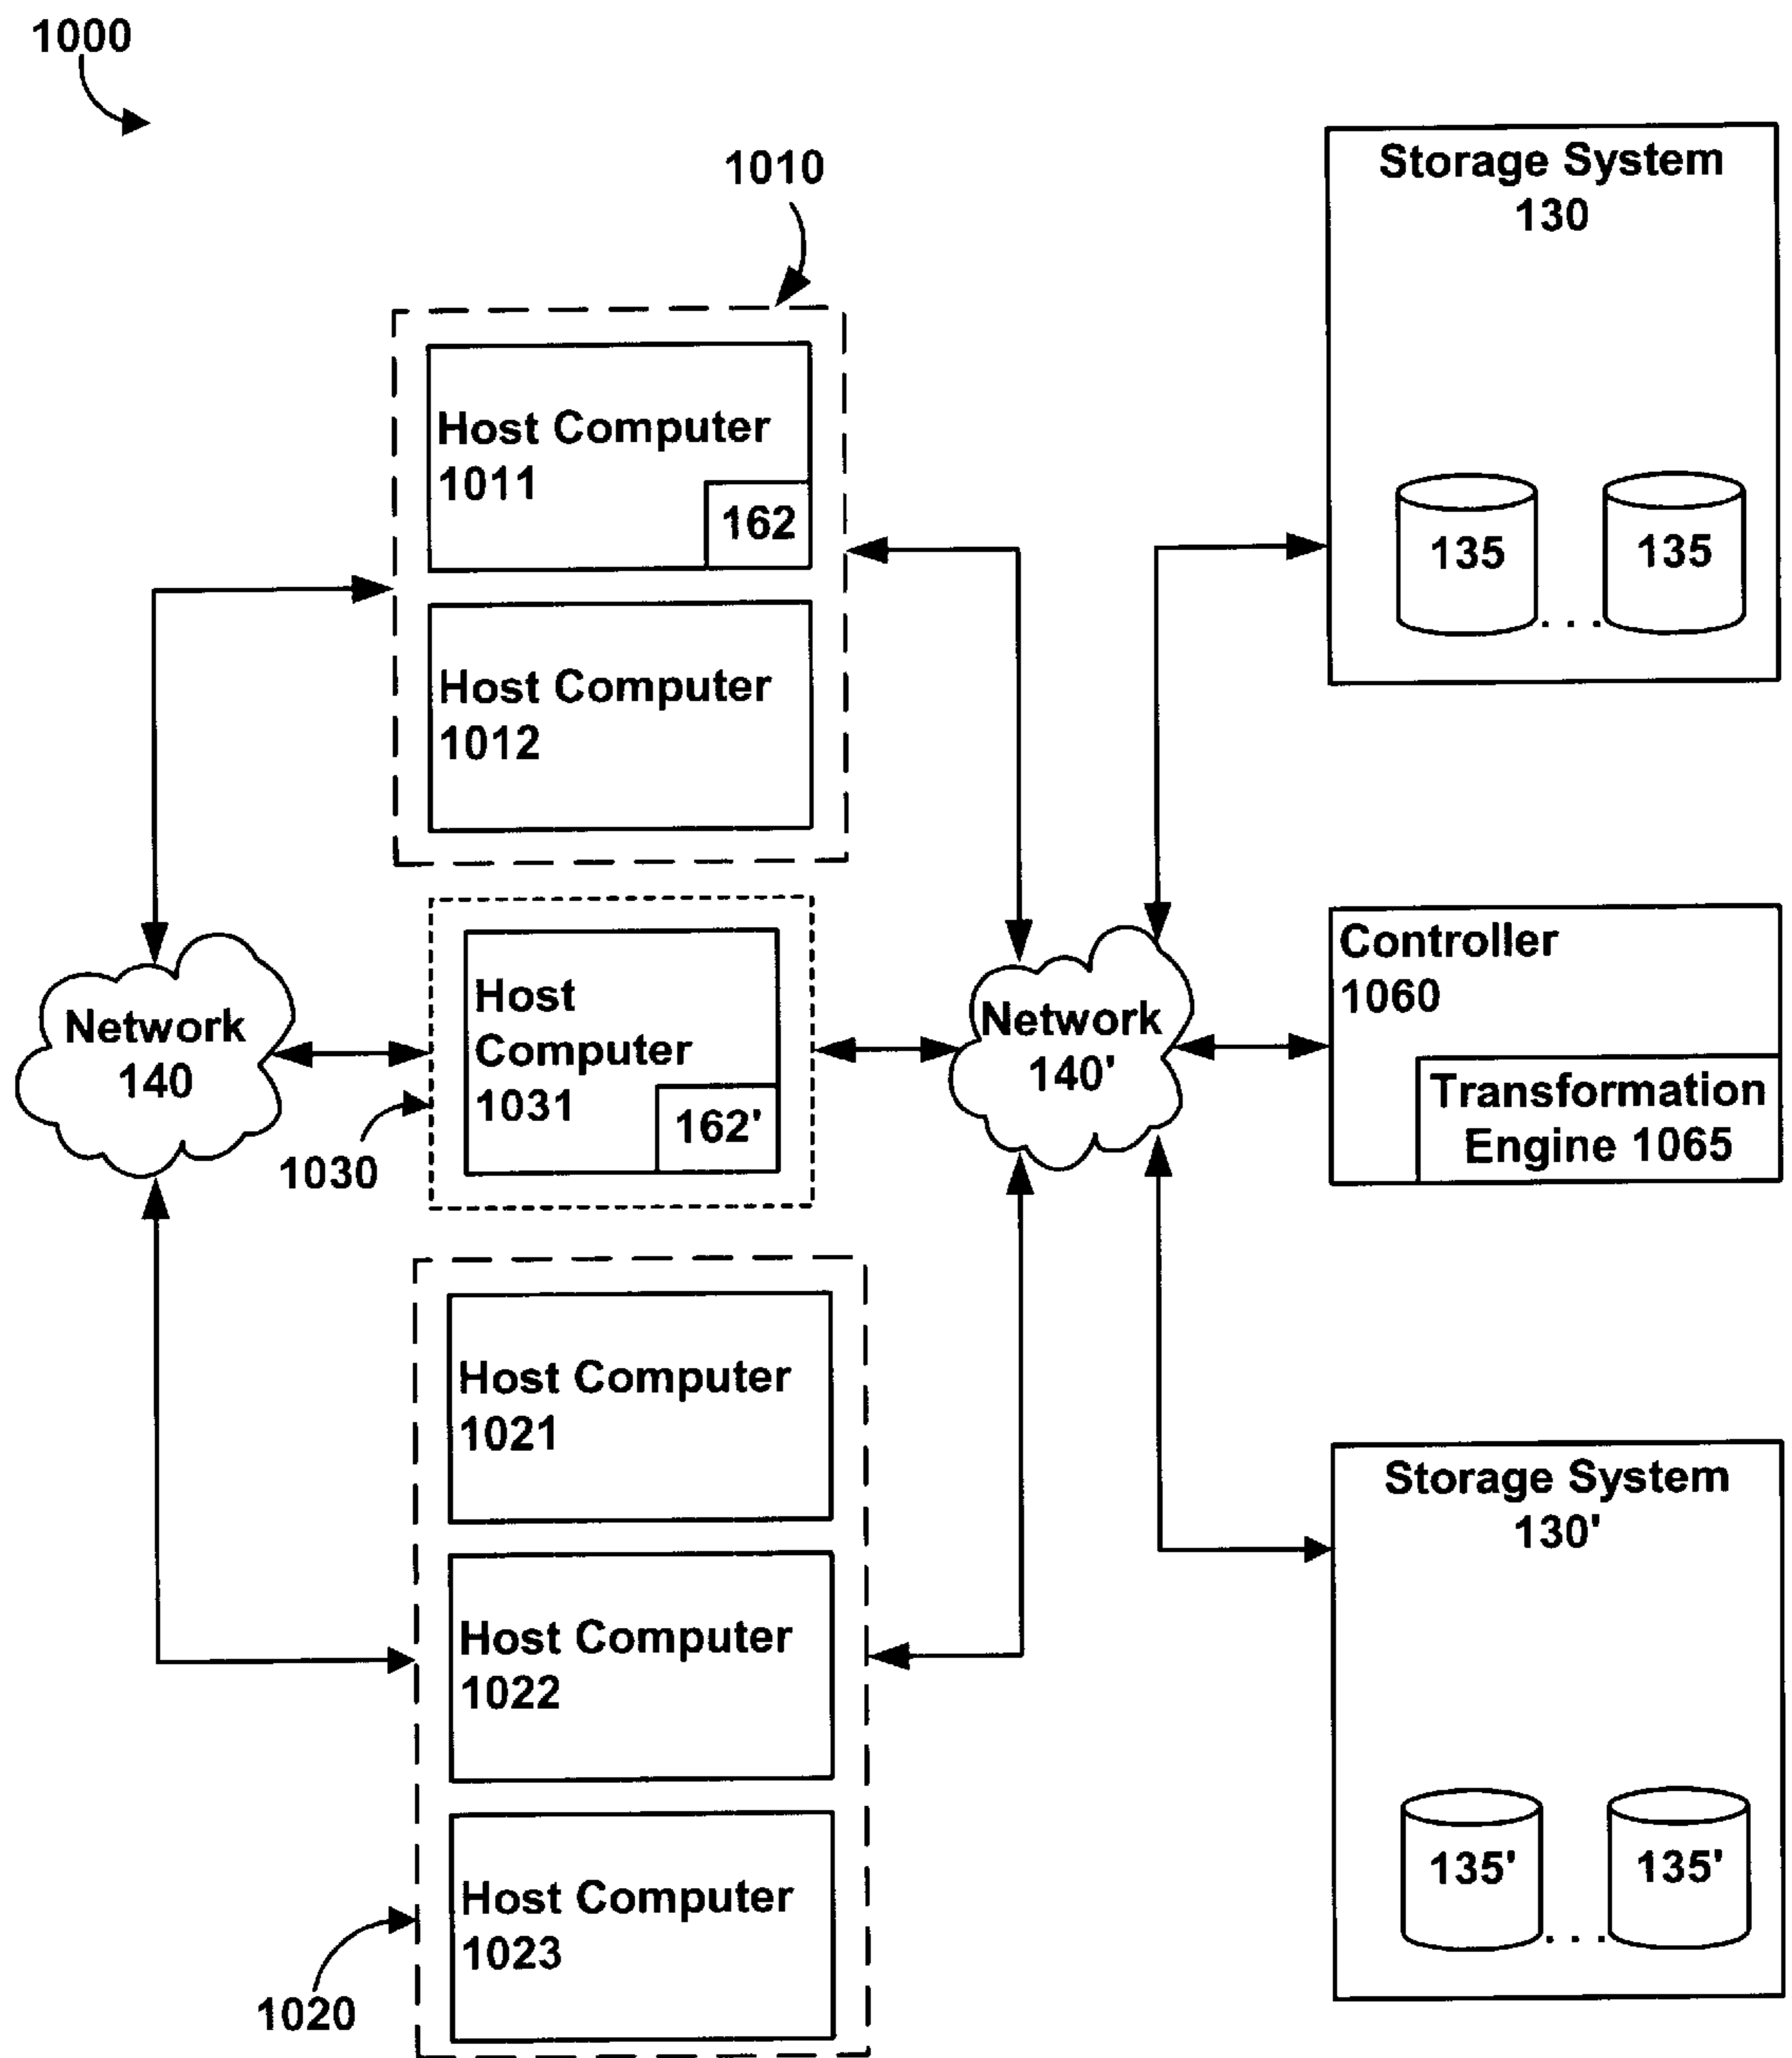 1000
1010
Host Computer
1011
162
Host Computer
1012
Storage System
130
135
135
...
Network
140
Host
Computer
1031
162'
1030
Network
140'
Controller
1060
Transformation
Engine 1065
Host Computer
1021
Host Computer
1022
Host Computer
1023
1020
Storage System
130'
135'
135'
...